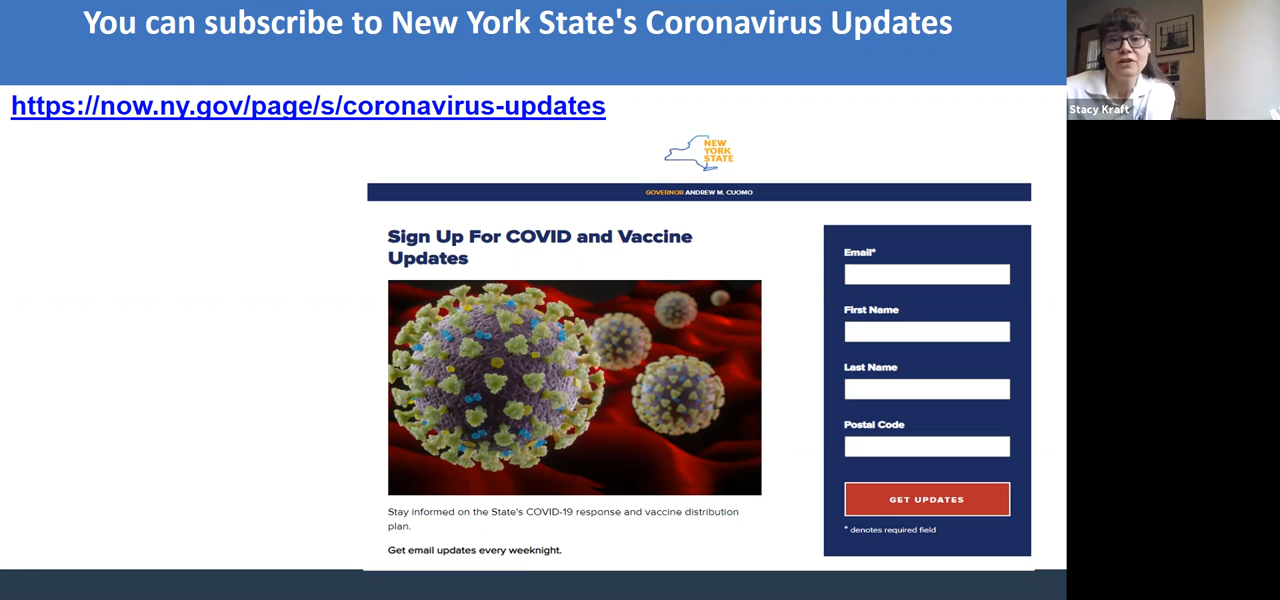 You can subscribe to New York State's Coronavirus Updates
https://now.ny.gov/page/s/coronavirus-updates
Stacy Kraft
NEW
YORK
STATE
GOVERNOR ANDREW M. CUOMO
Sign Up For COVID and Vaccine
Updates
Stay informed on the State's COVID-19 response and vaccine distribution
plan.
Get email updates every weeknight.
Email*
First Name
Last Name
Postal Code
GET UPDATES
* denotes required field